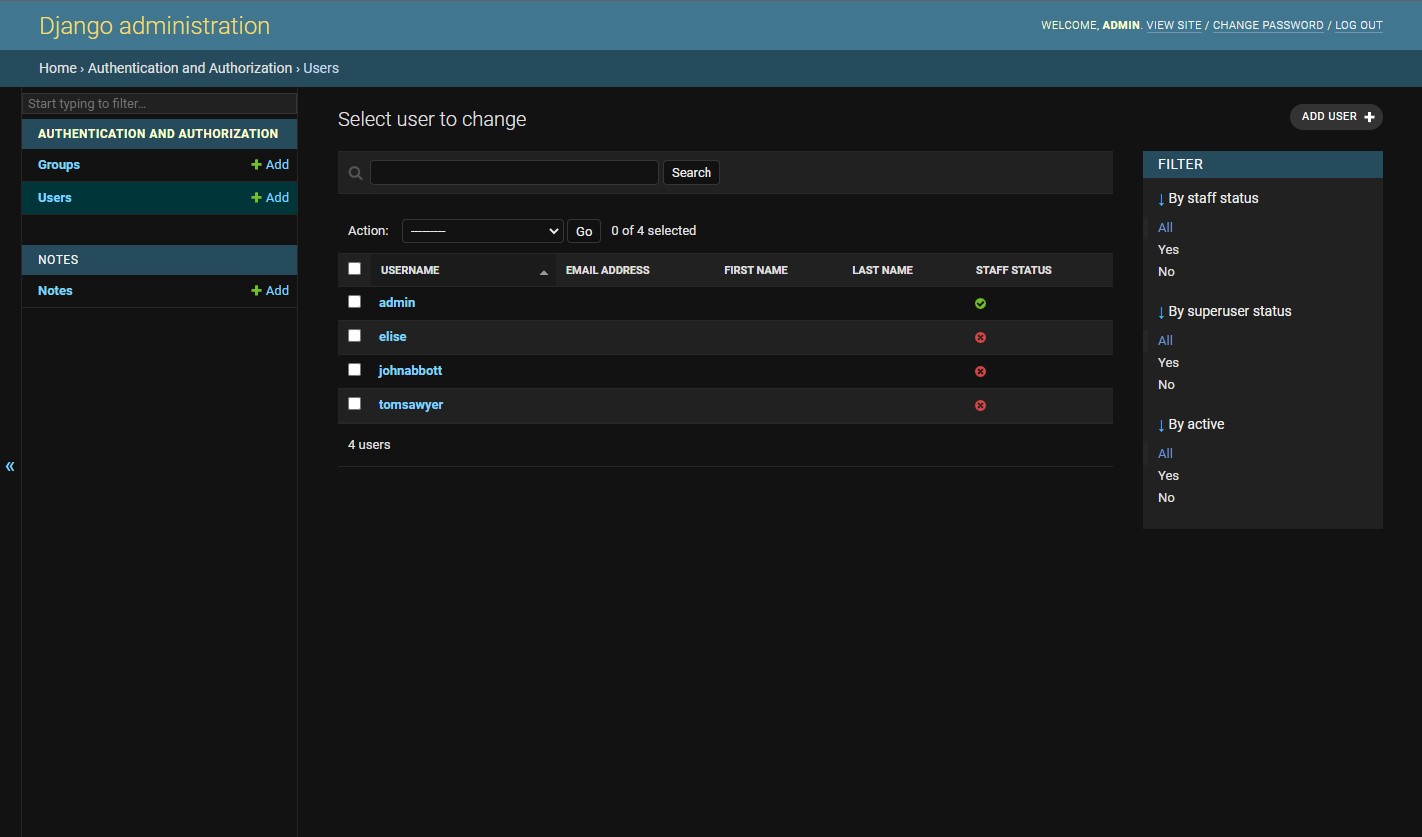 Django administration
WELCOME, ADMIN. VIEW SITE / CHANGE PASSWORD / LOG OUT
Home › Authentication and Authorization › Users
Start typing to filter…
AUTHENTICATION AND AUTHORIZATION
Groups + Add
Users + Add
NOTES
Notes + Add
«
Select user to change
ADD USER +
Search
Action: --------- Go 0 of 4 selected
USERNAME EMAIL ADDRESS FIRST NAME LAST NAME STAFF STATUS
admin
elise
johnabbott
tomsawyer
4 users
FILTER
↓ By staff status
All
Yes
No
↓ By superuser status
All
Yes
No
↓ By active
All
Yes
No